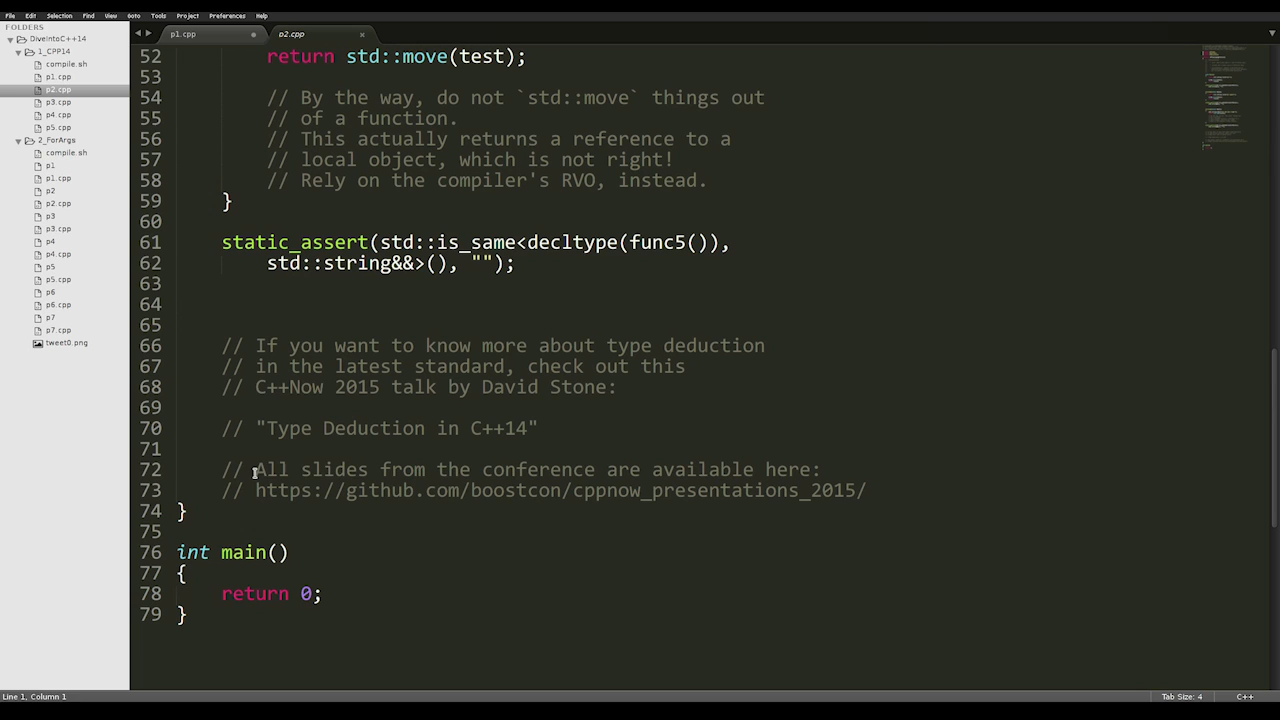 File Edit Selection Find View Goto Tools Project Preferences Help
FOLDERS
DiveIntoC++14
1_CPP14
compile.sh
p1.cpp
p2.cpp
p3.cpp
p4.cpp
p5.cpp
2_ForArgs
compile.sh
p1
p1.cpp
p2
p2.cpp
p3
p3.cpp
p4
p4.cpp
p5
p5.cpp
p6
p6.cpp
p7
p7.cpp
tweet0.png
p1.cpp p2.cpp
52 return std::move(test);
53
54 // By the way, do not `std::move` things out
55 // of a function.
56 // This actually returns a reference to a
57 // local object, which is not right!
58 // Rely on the compiler's RVO, instead.
59 }
60
61 static_assert(std::is_same<decltype(func5()),
62 std::string&&>(), "");
63
64
65
66 // If you want to know more about type deduction
67 // in the latest standard, check out this
68 // C++Now 2015 talk by David Stone:
69
70 // "Type Deduction in C++14"
71
72 // All slides from the conference are available here:
73 // https://github.com/boostcon/cppnow_presentations_2015/
74 }
75
76 int main()
77 {
78 return 0;
79 }
Line 1, Column 1 Tab Size: 4 C++